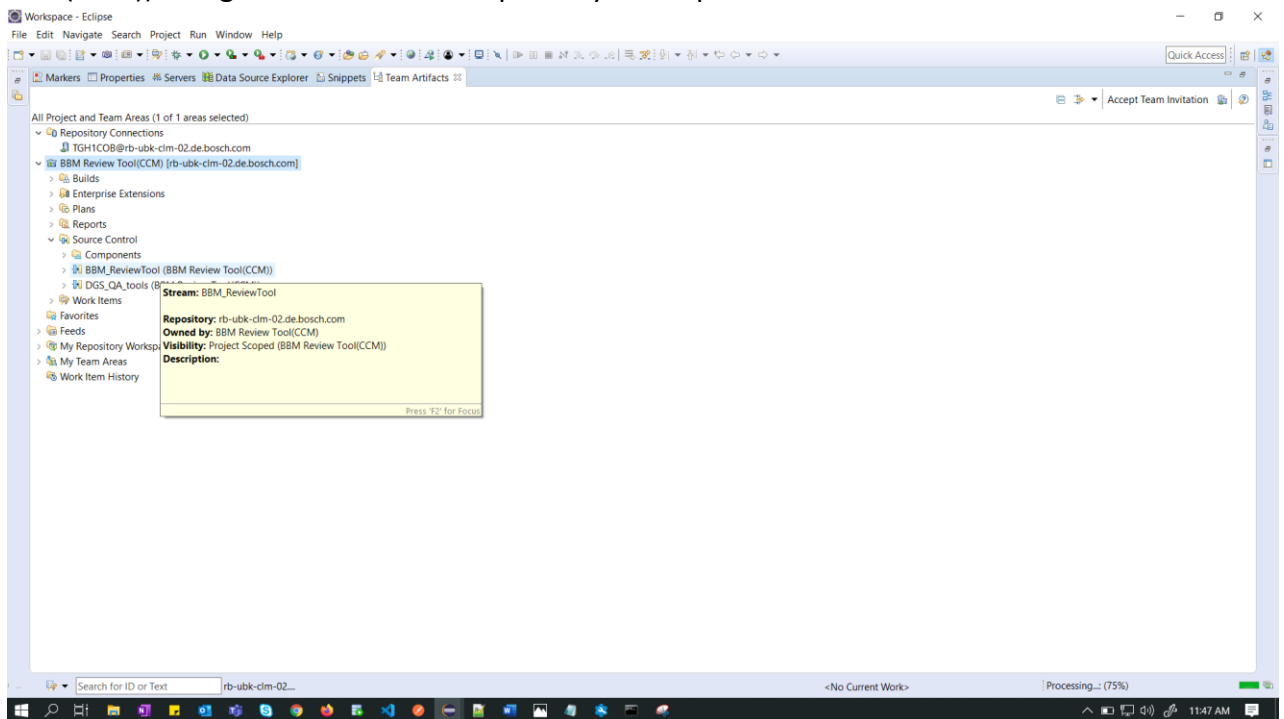 Workspace - Eclipse
File Edit Navigate Search Project Run Window Help
Quick Access
Markers Properties Servers Data Source Explorer Snippets Team Artifacts
Accept Team Invitation
All Project and Team Areas (1 of 1 areas selected)
Repository Connections
TGH1COB@rb-ubk-clm-02.de.bosch.com
BBM Review Tool(CCM) [rb-ubk-clm-02.de.bosch.com]
Builds
Enterprise Extensions
Plans
Reports
Source Control
Components
BBM_ReviewTool (BBM Review Tool(CCM))
DGS_QA_tools
Stream: BBM_ReviewTool
Work Items
Favorites
Repository: rb-ubk-clm-02.de.bosch.com
Feeds
Owned by: BBM Review Tool(CCM)
My Repository
Visibility: Project Scoped (BBM Review Tool(CCM))
My Team Areas
Description:
Work Item History
Press 'F2' for Focus
Search for ID or Text
rb-ubk-clm-02...
<No Current Work>
Processing...: (75%)
11:47 AM